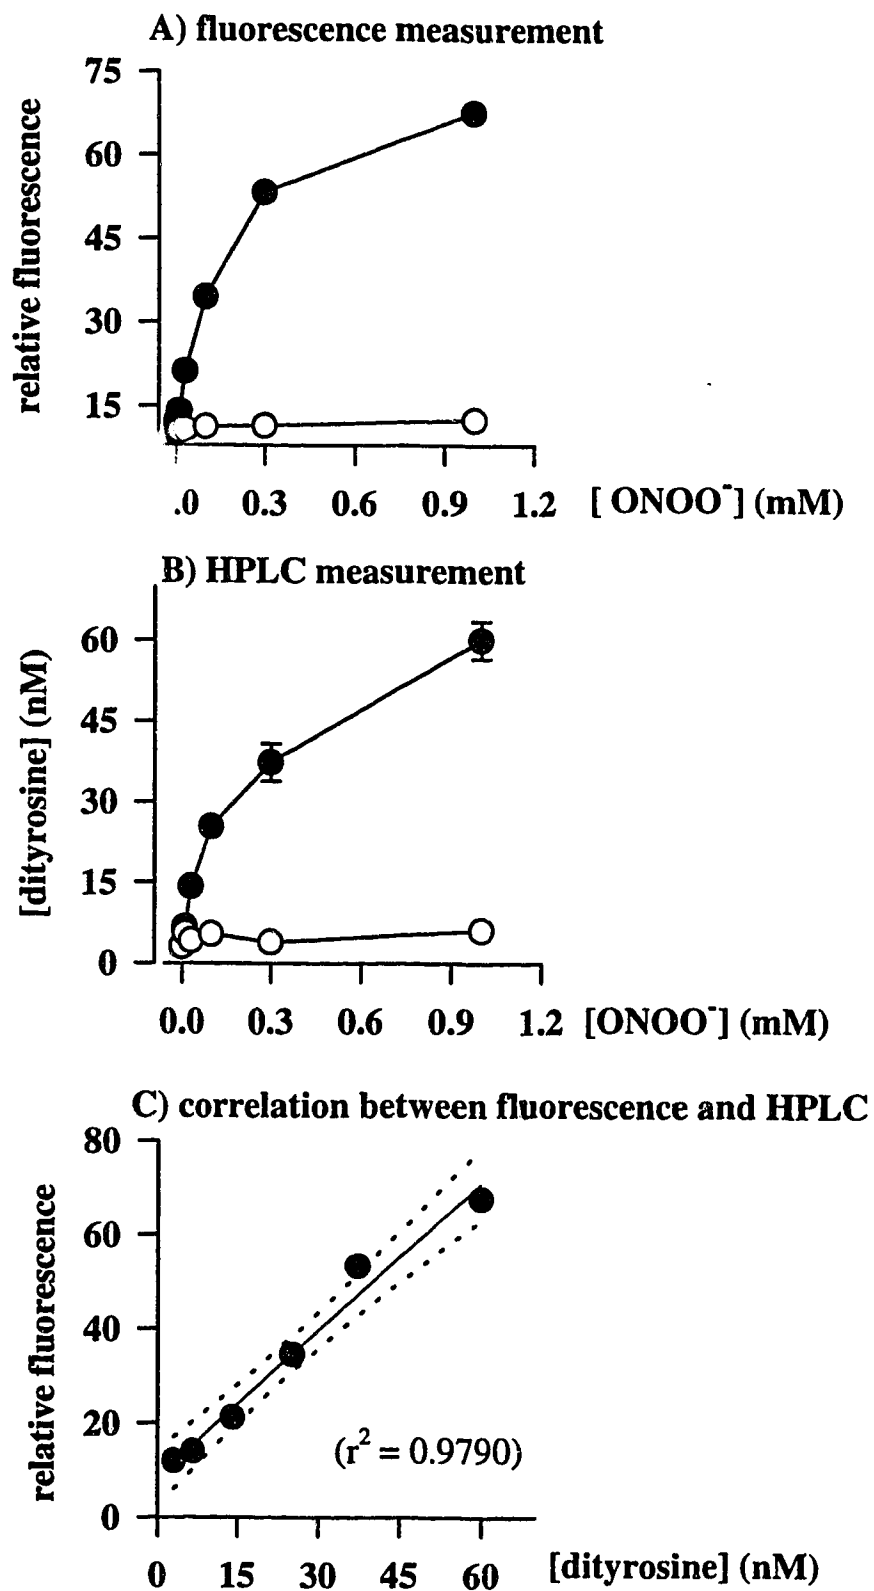 A) fluorescence measurement
75
60
45
30
15
relative fluorescence
.0 0.3 0.6 0.9 1.2 [ ONOO⁻] (mM)
B) HPLC measurement
60
45
30
15
0
[dityrosine] (nM)
0.0 0.3 0.6 0.9 1.2 [ONOO⁻] (mM)
C) correlation between fluorescence and HPLC
80
60
40
20
0
relative fluorescence
(r² = 0.9790)
0 15 30 45 60 [dityrosine] (nM)